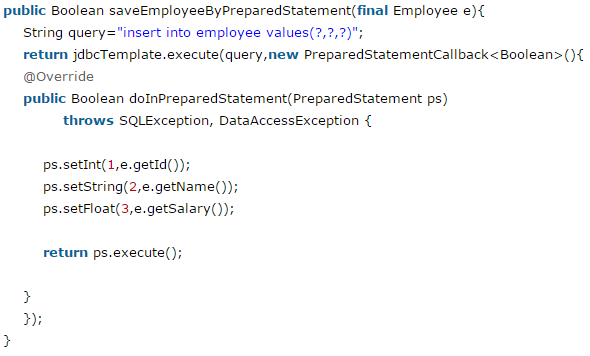 public Boolean saveEmployeeByPreparedStatement(final Employee e){
String query="insert into employee values(?,?,?)";
return jdbcTemplate.execute(query,new PreparedStatementCallback<Boolean>(){
@Override
public Boolean doInPreparedStatement(PreparedStatement ps)
throws SQLException, DataAccessException {
ps.setInt(1,e.getId());
ps.setString(2,e.getName());
ps.setFloat(3,e.getSalary());
return ps.execute();
}
});
}